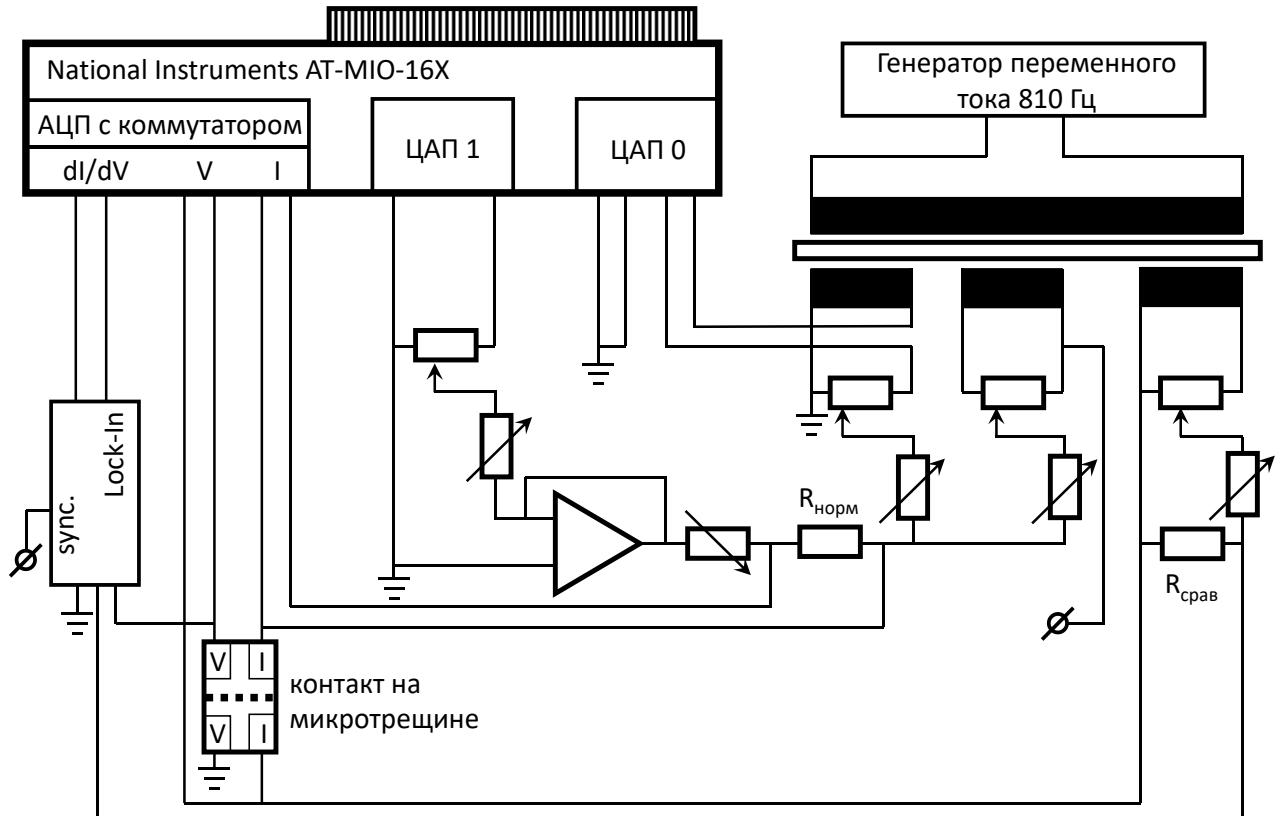 National Instruments AT-MIO-16X
АЦП с коммутатором
dI/dV V I
ЦАП 1
ЦАП 0
Генератор переменного
тока 810 Гц
sync.
Lock-In
Rнорм
Rсрав
V I
V I
контакт на
микротрещине